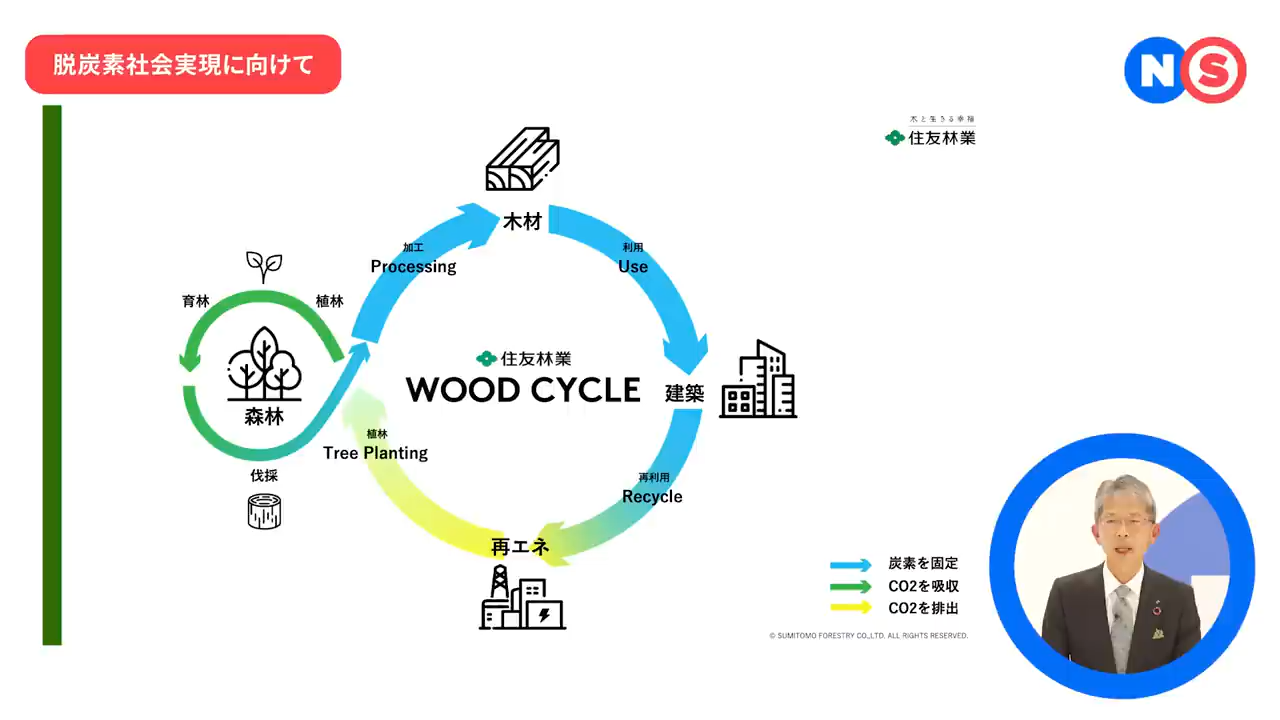 脱炭素社会実現に向けて
NS
木と生きる幸福
住友林業
木材
加工
Processing
利用
Use
育林
植林
住友林業
WOOD CYCLE
建築
森林
植林
Tree Planting
伐採
再利用
Recycle
再エネ
炭素を固定
CO2を吸収
CO2を排出
© SUMITOMO FORESTRY CO.,LTD. ALL RIGHTS RESERVED.